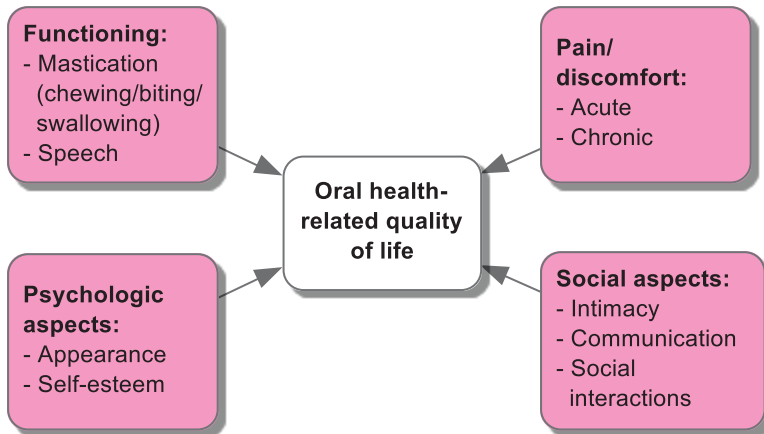 Functioning:
- Mastication
(chewing/biting/
swallowing)
- Speech
Pain/
discomfort:
- Acute
- Chronic
Oral health-
related quality
of life
Psychologic
aspects:
- Appearance
- Self-esteem
Social aspects:
- Intimacy
- Communication
- Social
interactions